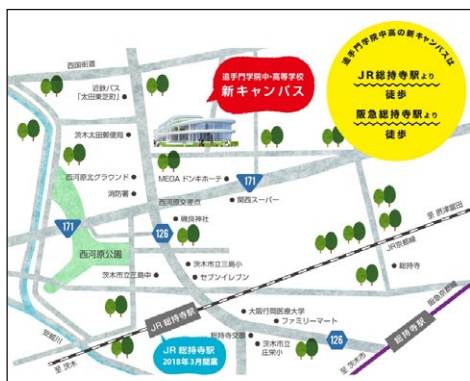 追手門学院中高の新キャンパスは
JR総持寺駅より
徒歩
阪急総持寺駅より
徒歩
西国街道
近鉄バス
「太田東芝町」
追手門学院中・高等学校
新キャンパス
茨木太田郵便局
西河原北グラウンド
MEGA ドンキホーテ
171
消防署
西河原交差点
関西スーパー
磯良神社
171
126
西河原公園
至 摂津富田
JR京都線
茨木市立三島小
総持寺
茨木市立三島中
セブンイレブン
阪急京都線
大阪行岡医療大学
ファミリーマート
JR 総持寺駅
総持寺駅
安威川
茨木市立
庄栄小
126
JR 総持寺駅
2018年3月開業
至 茨木
至 茨木市